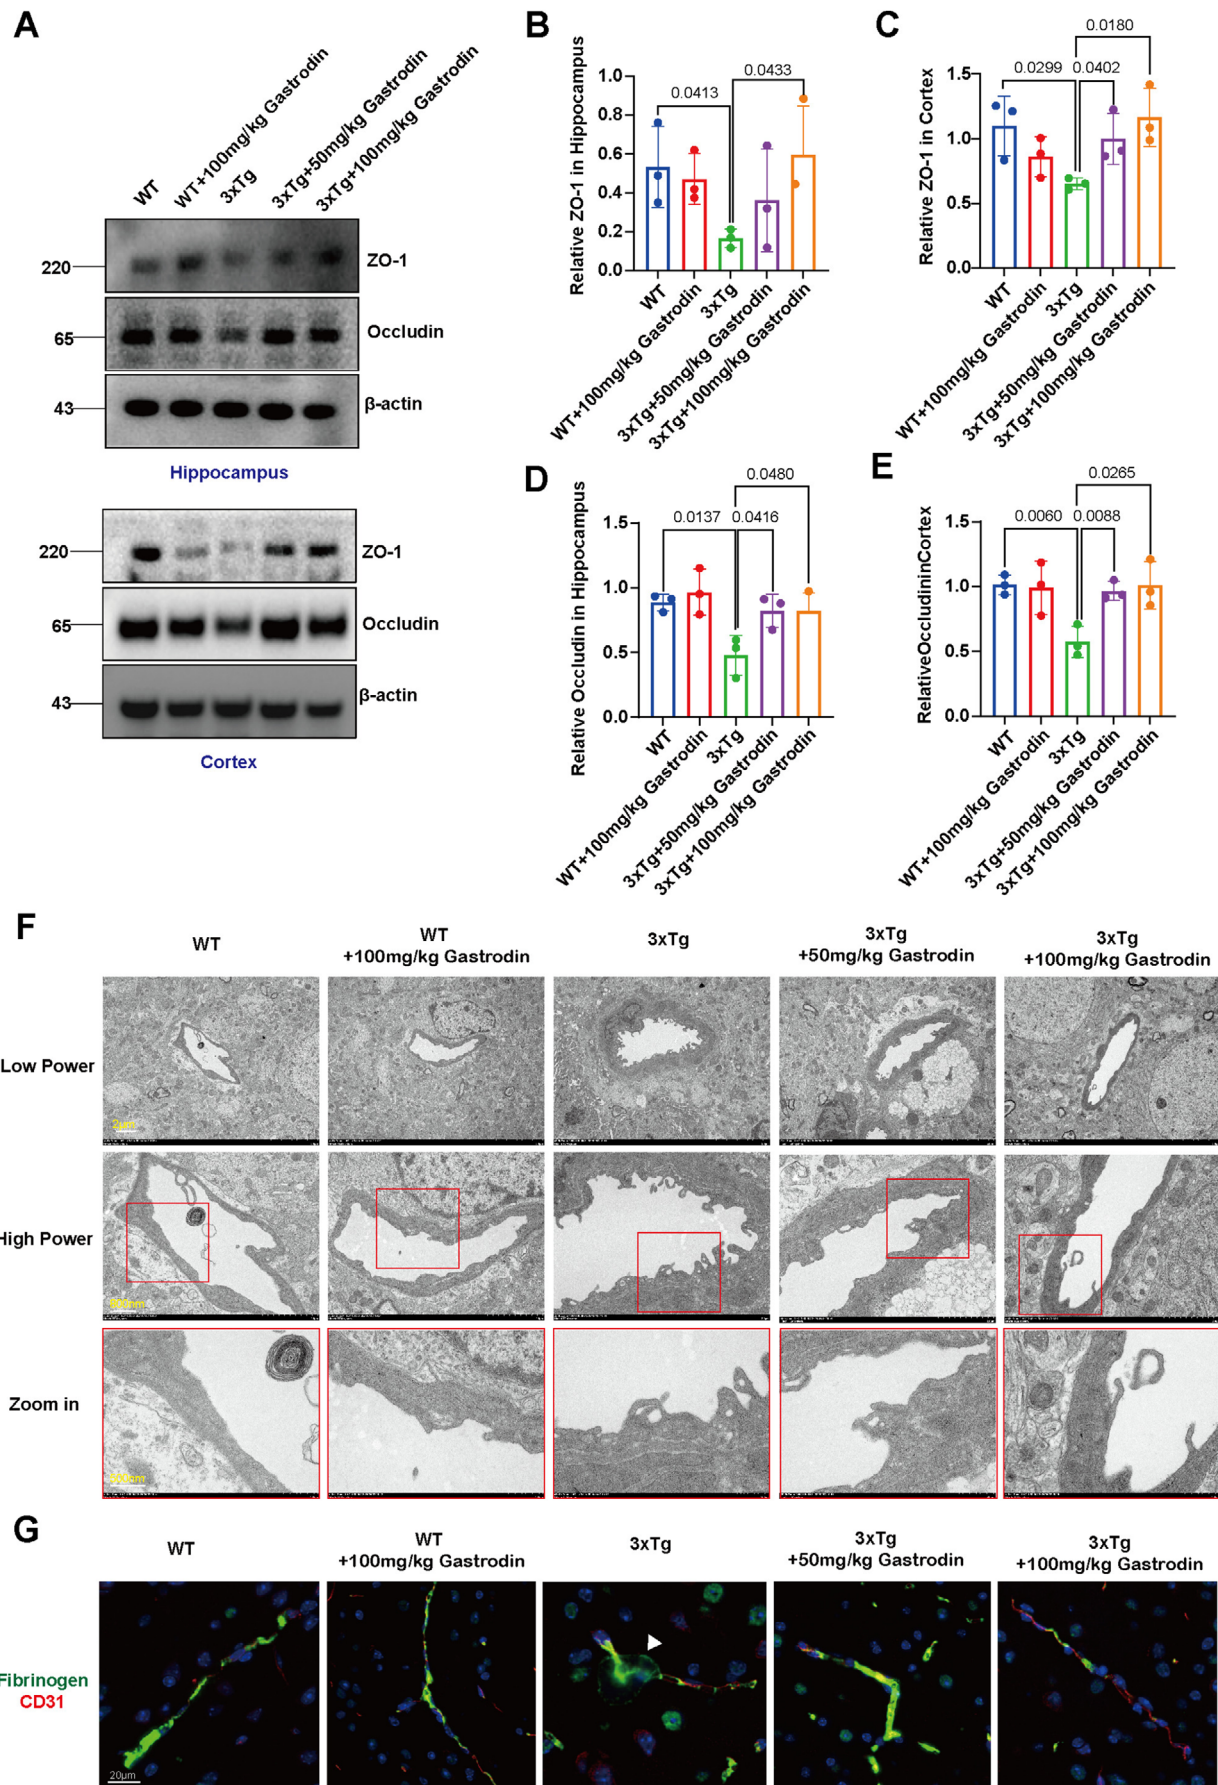 A
WT
WT+100mg/kg Gastrodin
3xTg
3xTg+50mg/kg Gastrodin
3xTg+100mg/kg Gastrodin
220
ZO-1
65
Occludin
43
β-actin
Hippocampus
220
ZO-1
65
Occludin
43
β-actin
Cortex
B
Relative ZO-1 in Hippocampus
1.0
0.8
0.6
0.4
0.2
0.0
0.0413
0.0433
WT
WT+100mg/kg Gastrodin
3xTg
3xTg+50mg/kg Gastrodin
3xTg+100mg/kg Gastrodin
C
Relative ZO-1 in Cortex
1.5
1.0
0.5
0.0
0.0180
0.0299
0.0402
WT
WT+100mg/kg Gastrodin
3xTg
3xTg+50mg/kg Gastrodin
3xTg+100mg/kg Gastrodin
D
Relative Occludin in Hippocampus
1.5
1.0
0.5
0.0
0.0480
0.0137
0.0416
WT
WT+100mg/kg Gastrodin
3xTg
3xTg+50mg/kg Gastrodin
3xTg+100mg/kg Gastrodin
E
RelativeOccludininCortex
1.5
1.0
0.5
0.0
0.0265
0.0060
0.0088
WT
WT+100mg/kg Gastrodin
3xTg
3xTg+50mg/kg Gastrodin
3xTg+100mg/kg Gastrodin
F
WT
WT
+100mg/kg Gastrodin
3xTg
3xTg
+50mg/kg Gastrodin
3xTg
+100mg/kg Gastrodin
Low Power
2μm
High Power
Zoom in
G
WT
WT
+100mg/kg Gastrodin
3xTg
3xTg
+50mg/kg Gastrodin
3xTg
+100mg/kg Gastrodin
Fibrinogen
CD31
20μm